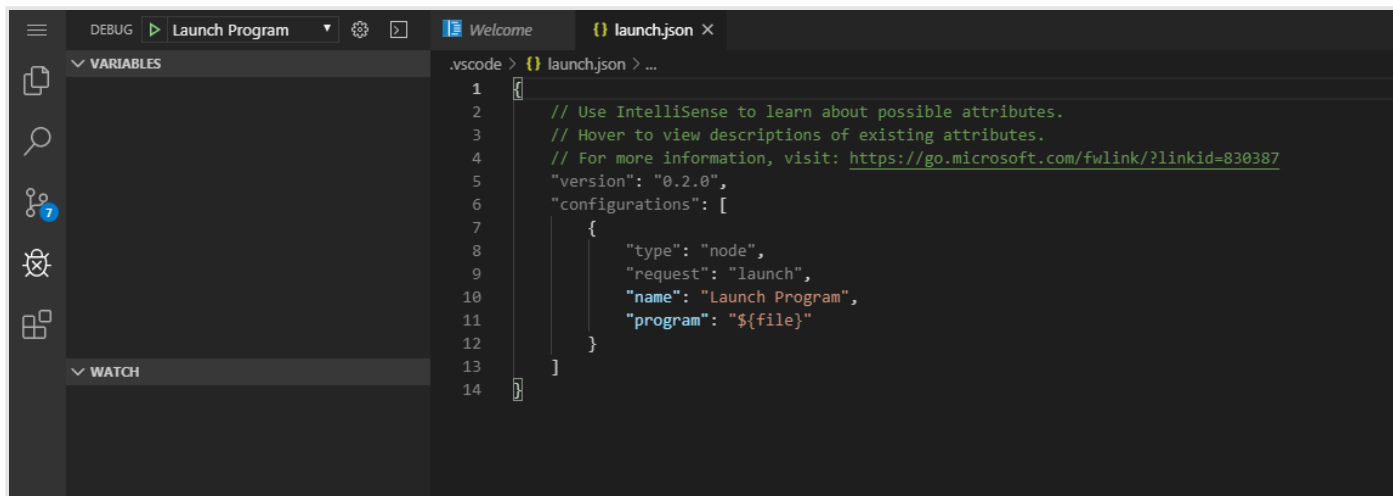 DEBUG Launch Program
Welcome
launch.json
VARIABLES
.vscode > {} launch.json > ...
1 {
2 // Use IntelliSense to learn about possible attributes.
3 // Hover to view descriptions of existing attributes.
4 // For more information, visit: https://go.microsoft.com/fwlink/?linkid=830387
5 "version": "0.2.0",
6 "configurations": [
7 {
8 "type": "node",
9 "request": "launch",
10 "name": "Launch Program",
11 "program": "${file}"
12 }
13 ]
14 }
7
WATCH